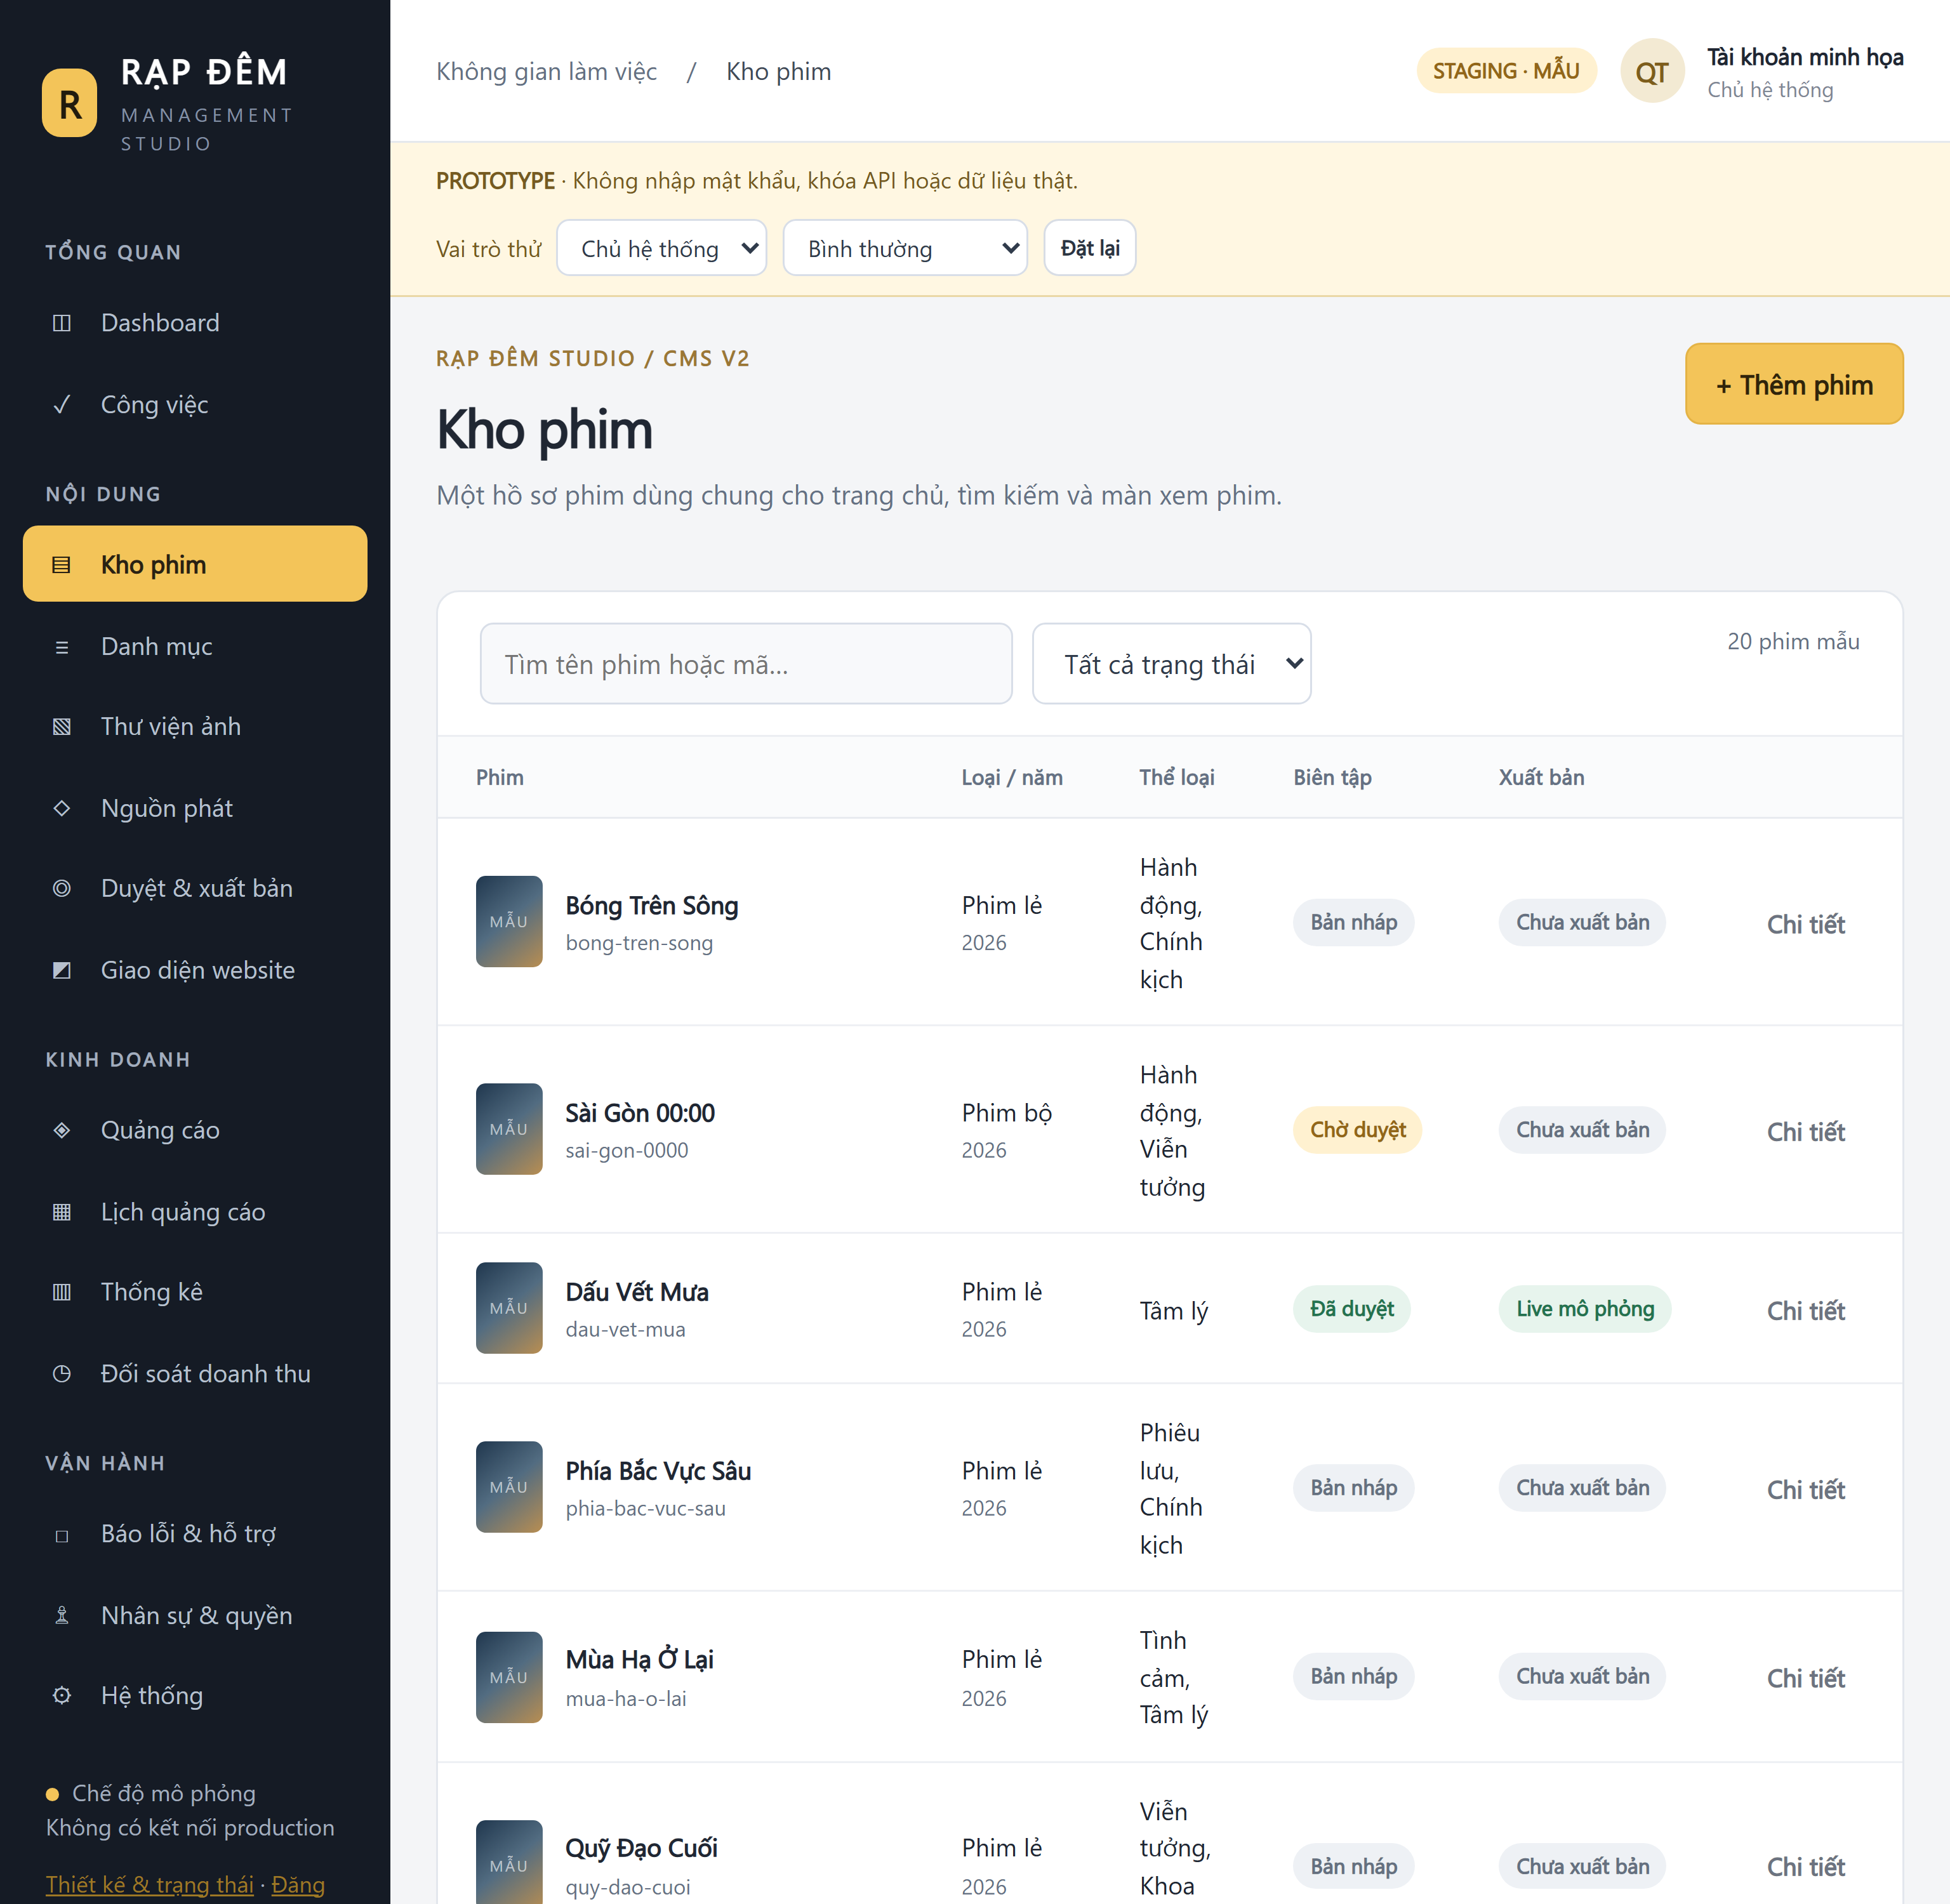 R
RẠP ĐÊM
MANAGEMENT
STUDIO
TỔNG QUAN
Dashboard
Công việc
NỘI DUNG
Kho phim
Danh mục
Thư viện ảnh
Nguồn phát
Duyệt & xuất bản
Giao diện website
KINH DOANH
Quảng cáo
Lịch quảng cáo
Thống kê
Đối soát doanh thu
VẬN HÀNH
Báo lỗi & hỗ trợ
Nhân sự & quyền
Hệ thống
Chế độ mô phỏng
Không có kết nối production
Thiết kế & trạng thái · Đăng
Không gian làm việc / Kho phim
STAGING · MẪU
QT
Tài khoản minh họa
Chủ hệ thống
PROTOTYPE · Không nhập mật khẩu, khóa API hoặc dữ liệu thật.
Vai trò thử Chủ hệ thống Bình thường Đặt lại
RẠP ĐÊM STUDIO / CMS V2
Kho phim
Một hồ sơ phim dùng chung cho trang chủ, tìm kiếm và màn xem phim.
+ Thêm phim
Tìm tên phim hoặc mã... Tất cả trạng thái 20 phim mẫu
Phim Loại / năm Thể loại Biên tập Xuất bản
MẪU
Bóng Trên Sông
bong-tren-song
Phim lẻ
2026
Hành
động,
Chính
kịch
Bản nháp
Chưa xuất bản
Chi tiết
MẪU
Sài Gòn 00:00
sai-gon-0000
Phim bộ
2026
Hành
động,
Viễn
tưởng
Chờ duyệt
Chưa xuất bản
Chi tiết
MẪU
Dấu Vết Mưa
dau-vet-mua
Phim lẻ
2026
Tâm lý
Đã duyệt
Live mô phỏng
Chi tiết
MẪU
Phía Bắc Vực Sâu
phia-bac-vuc-sau
Phim lẻ
2026
Phiêu
lưu,
Chính
kịch
Bản nháp
Chưa xuất bản
Chi tiết
MẪU
Mùa Hạ Ở Lại
mua-ha-o-lai
Phim lẻ
2026
Tình
cảm,
Tâm lý
Bản nháp
Chưa xuất bản
Chi tiết
MẪU
Quỹ Đạo Cuối
quy-dao-cuoi
Phim lẻ
2026
Viễn
tưởng,
Khoa
Bản nháp
Chưa xuất bản
Chi tiết